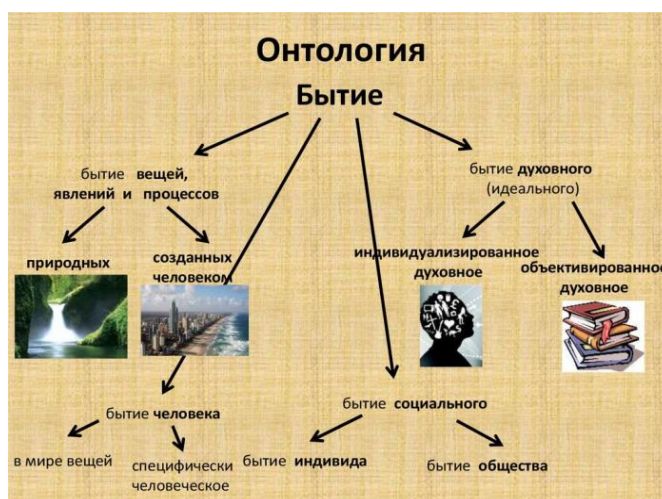 Онтология
Бытие
бытие вещей,
явлений и процессов
бытие духовного
(идеального)
природных
созданных
человеком
индивидуализированное
духовное
объективированное
духовное
бытие человека
бытие социального
в мире вещей
специфически
человеческое
бытие индивида
бытие общества